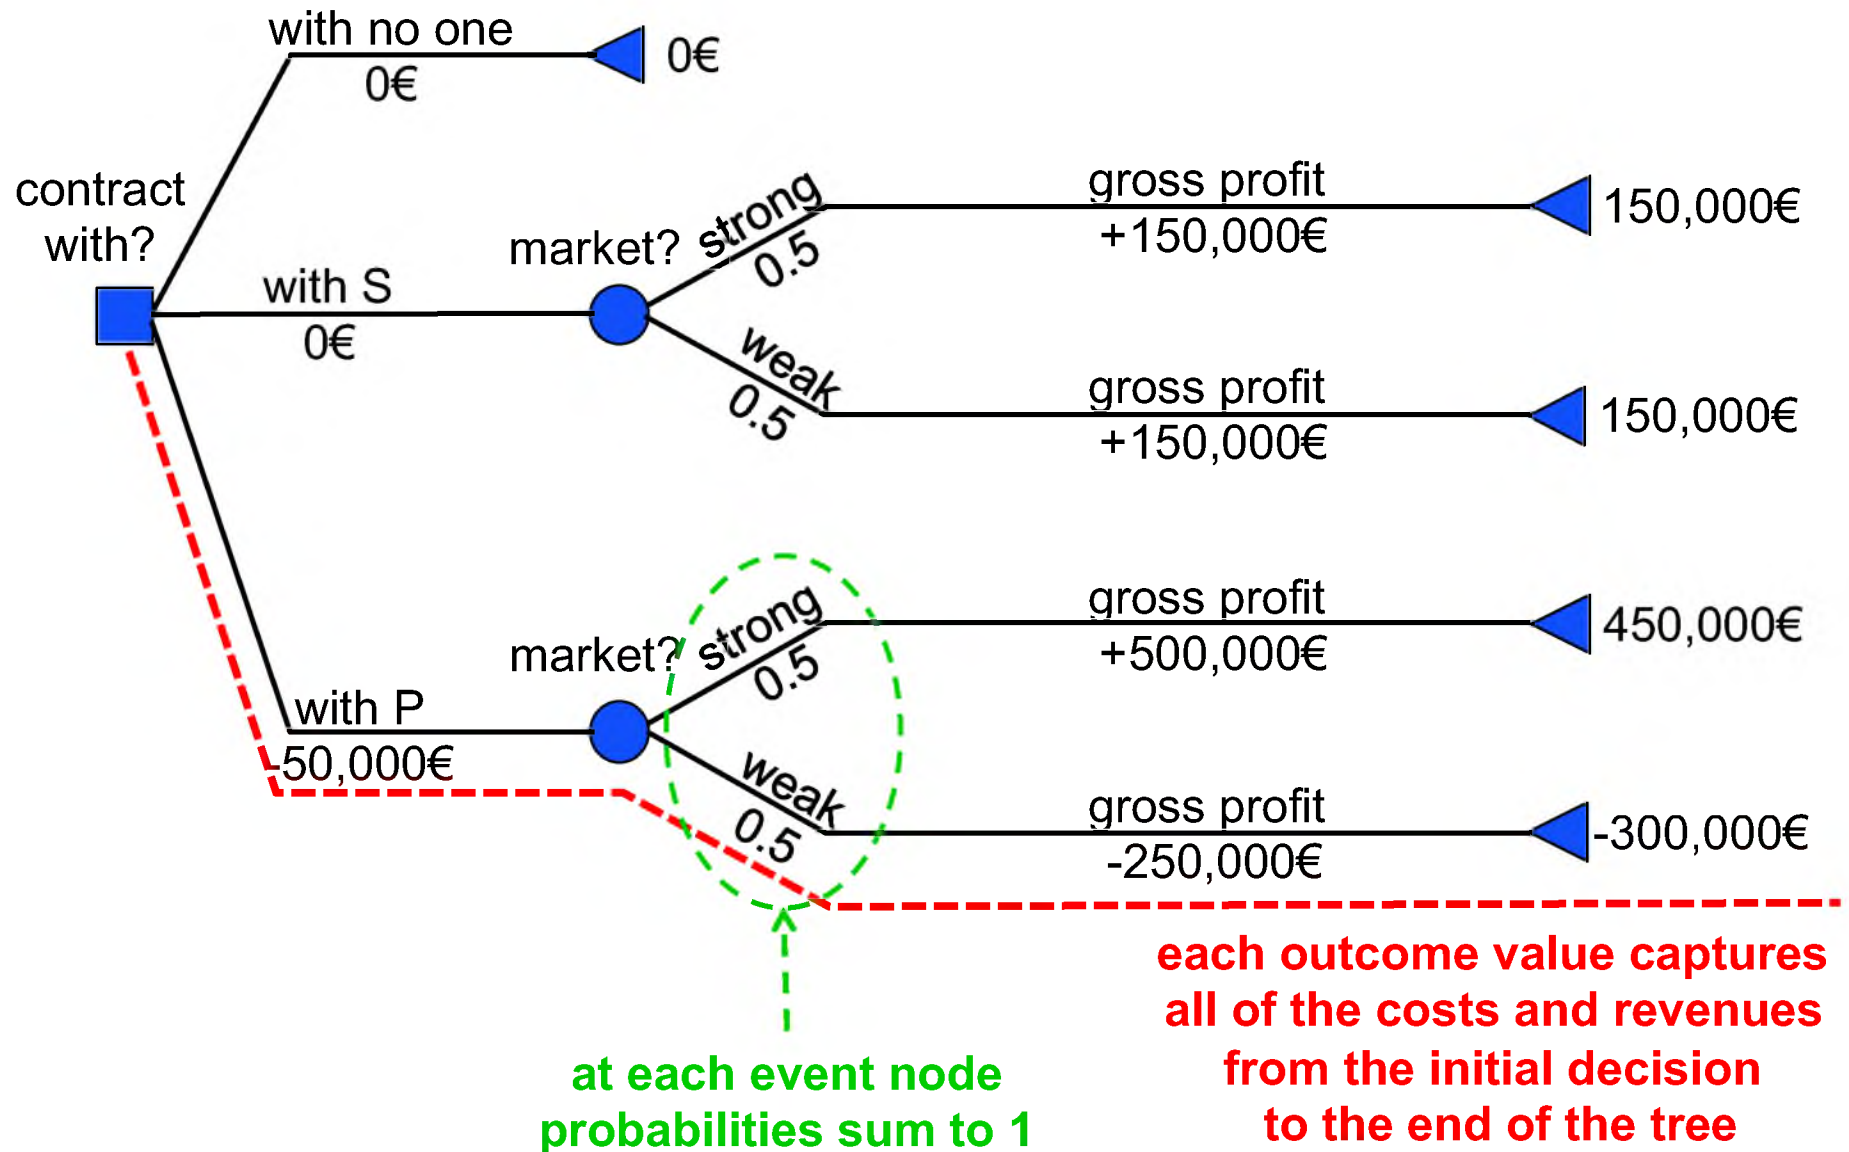 with no one
0€
0€
contract
with?
with S
0€
market?
strong
0.5
weak
0.5
gross profit
+150,000€
150,000€
gross profit
+150,000€
150,000€
with P
-50,000€
market?
strong
0.5
weak
0.5
gross profit
+500,000€
450,000€
gross profit
-250,000€
-300,000€
at each event node
probabilities sum to 1
each outcome value captures
all of the costs and revenues
from the initial decision
to the end of the tree